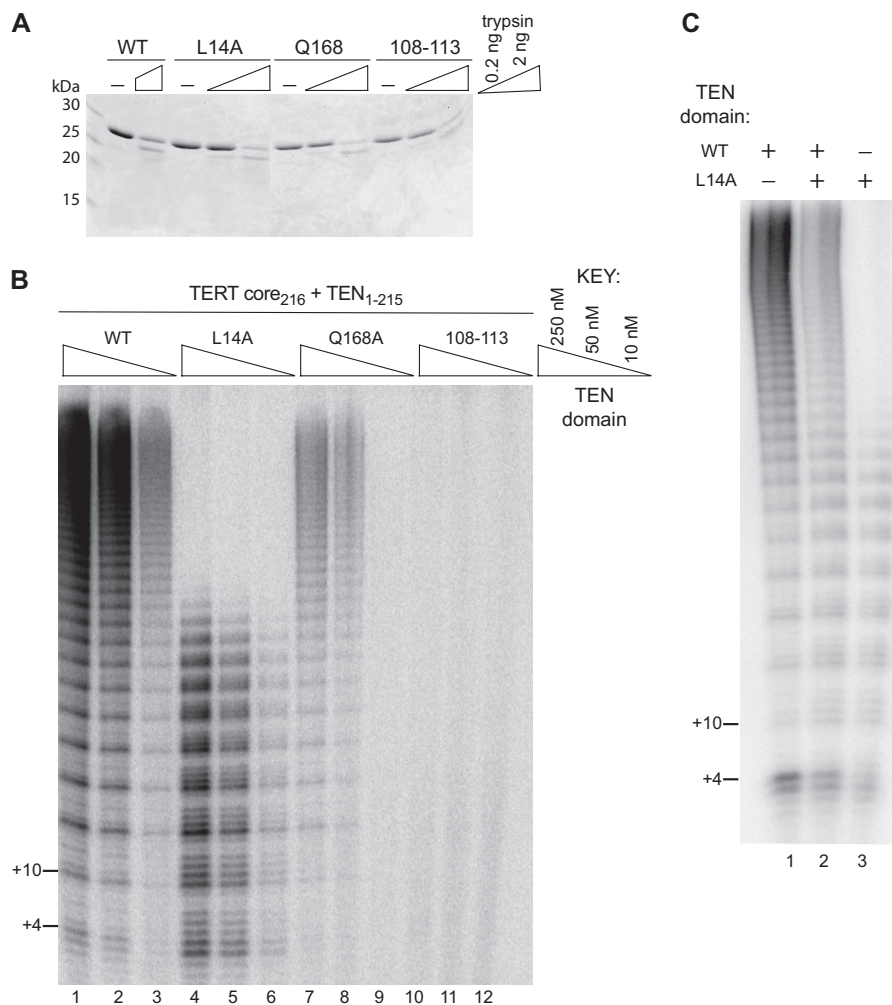 A
WT L14A Q168 108-113
trypsin
0.2 ng
2 ng
– – – –
kDa
30
25
20
15
B
TERT core216 + TEN1-215
WT L14A Q168A 108-113
KEY:
250 nM
50 nM
10 nM
TEN
domain
+10
+4
1 2 3 4 5 6 7 8 9 10 11 12
C
TEN
domain:
WT + + –
L14A – + +
+10
+4
1 2 3